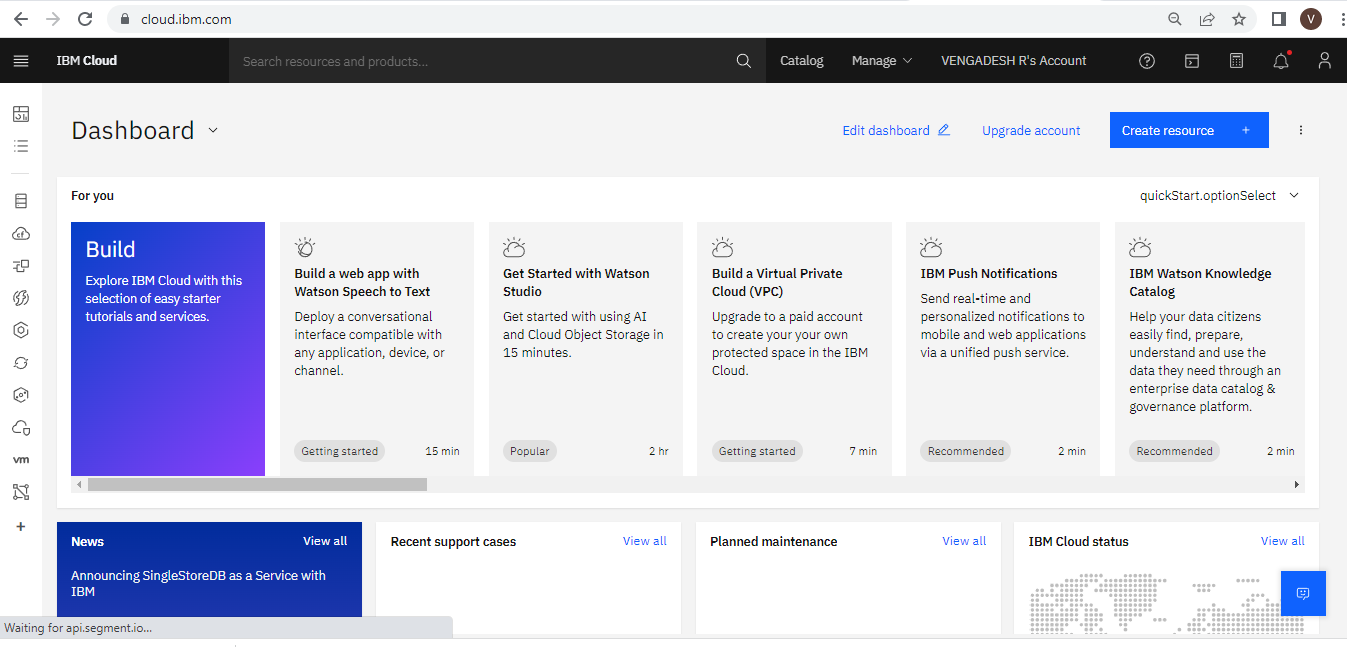 cloud.ibm.com
V
IBM Cloud
Search resources and products...
Catalog
Manage
VENGADESH R's Account
Dashboard
Edit dashboard
Upgrade account
Create resource +
For you
quickStart.optionSelect
Build
Explore IBM Cloud with this
selection of easy starter
tutorials and services.
Build a web app with
Watson Speech to Text
Deploy a conversational
interface compatible with
any application, device, or
channel.
Getting started
15 min
Get Started with Watson
Studio
Get started with using AI
and Cloud Object Storage in
15 minutes.
Popular
2 hr
Build a Virtual Private
Cloud (VPC)
Upgrade to a paid account
to create your your own
protected space in the IBM
Cloud.
Getting started
7 min
IBM Push Notifications
Send real-time and
personalized notifications to
mobile and web applications
via a unified push service.
Recommended
2 min
IBM Watson Knowledge
Catalog
Help your data citizens
easily find, prepare,
understand and use the
data they need through an
enterprise data catalog &
governance platform.
Recommended
2 min
cf
vm
+
News
View all
Announcing SingleStoreDB as a Service with
IBM
Recent support cases
View all
Planned maintenance
View all
IBM Cloud status
View all
Waiting for api.segment.io...